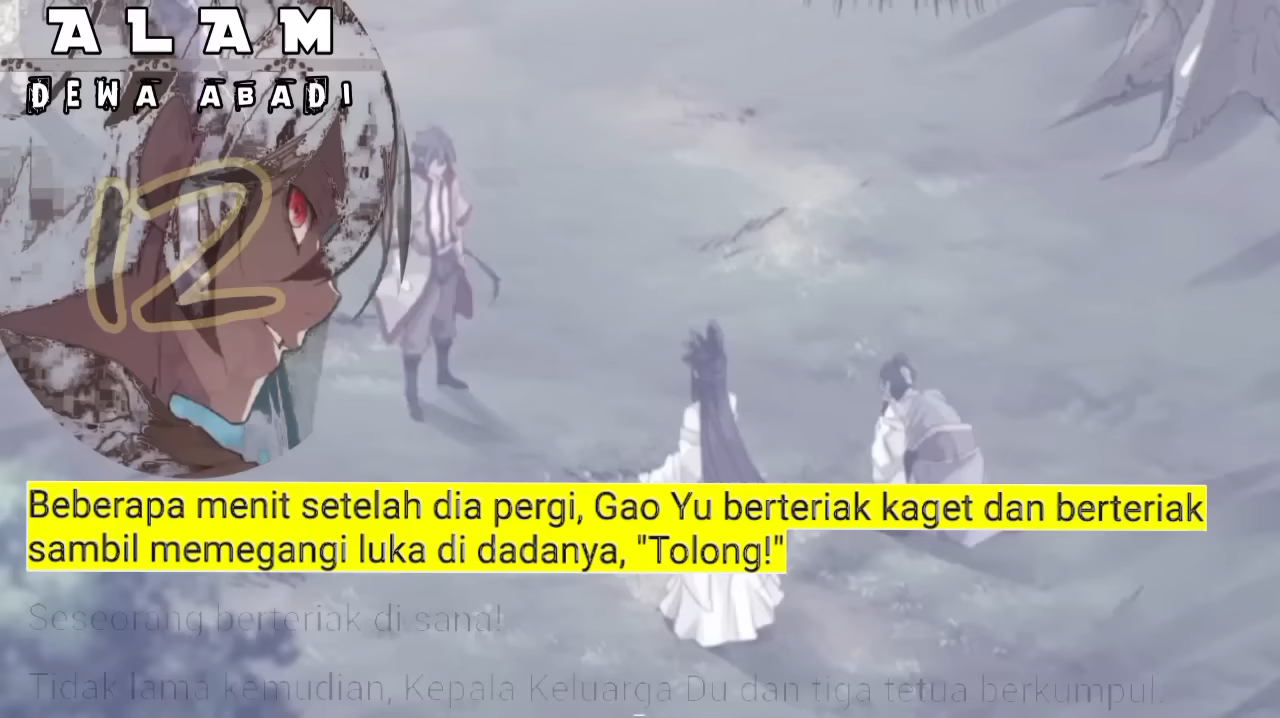 ALAM
DEWA ABADI
12
Beberapa menit setelah dia pergi, Gao Yu berteriak kaget dan berteriak
sambil memegangi luka di dadanya, "Tolong!"
Seseorang berteriak di sana!
Tidak lama kemudian, Kepala Keluarga Du dan tiga tetua berkumpul.